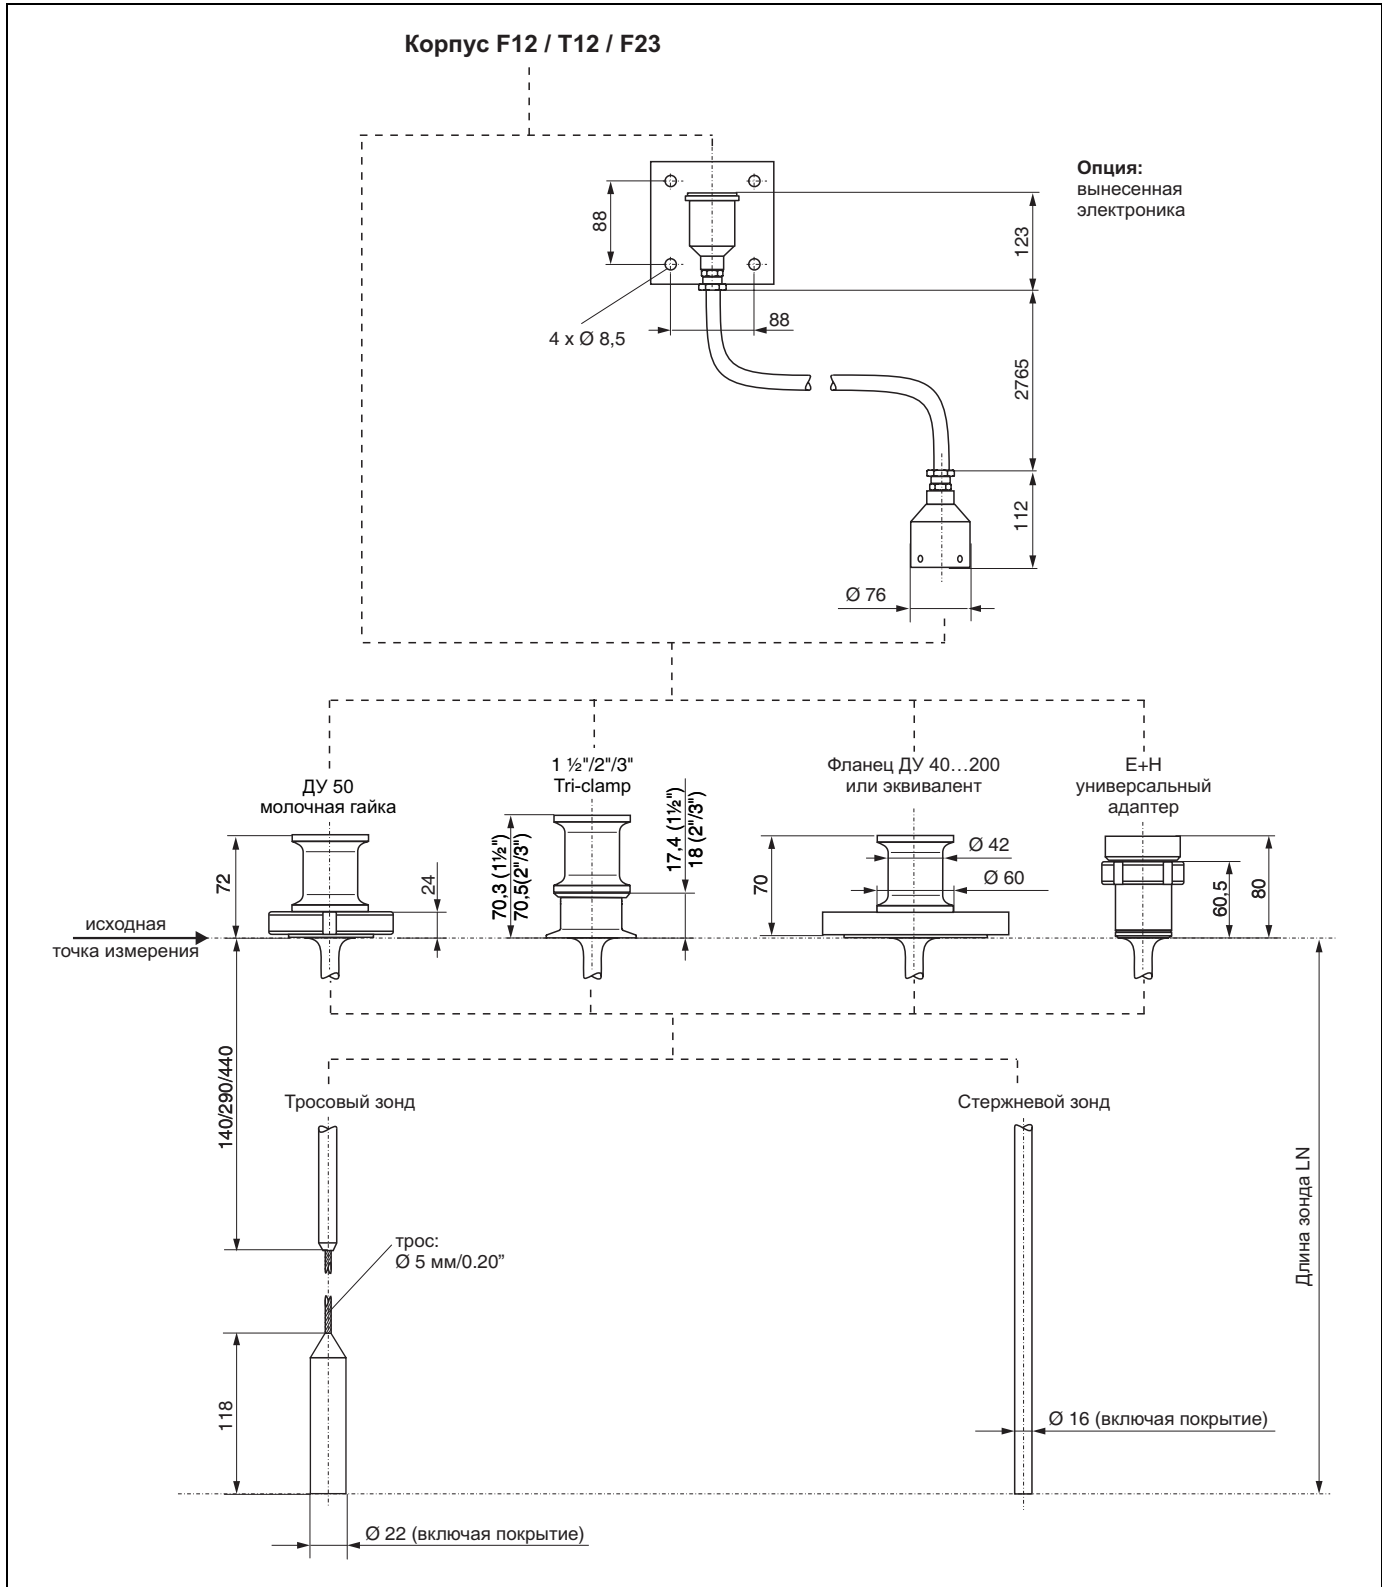 Корпус F12 / T12 / F23
Опция:
вынесенная
электроника
88
123
4 x Ø 8,5
88
2765
112
Ø 76
ДУ 50
молочная гайка
1 ½"/2"/3"
Tri-clamp
Фланец ДУ 40…200
или эквивалент
E+H
универсальный
адаптер
72
24
70,3 (1½")
70,5(2"/3")
17,4 (1½")
18 (2"/3")
70
Ø 42
Ø 60
60,5
80
исходная
точка измерения
140/290/440
Тросовый зонд
Стержневой зонд
Длина зонда LN
трос:
Ø 5 мм/0.20”
118
Ø 16 (включая покрытие)
Ø 22 (включая покрытие)